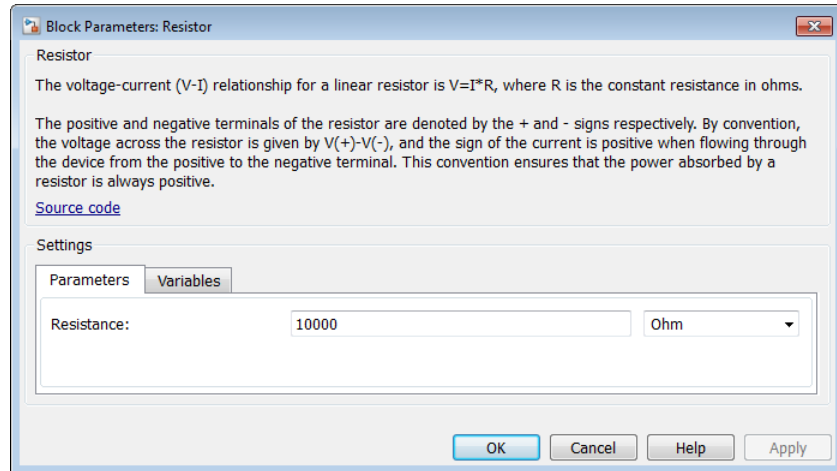 Block Parameters: Resistor
Resistor
The voltage-current (V-I) relationship for a linear resistor is V=I*R, where R is the constant resistance in ohms.
The positive and negative terminals of the resistor are denoted by the + and - signs respectively. By convention,
the voltage across the resistor is given by V(+)-V(-), and the sign of the current is positive when flowing through
the device from the positive to the negative terminal. This convention ensures that the power absorbed by a
resistor is always positive.
Source code
Settings
Parameters Variables
Resistance: 10000 Ohm
OK Cancel Help Apply